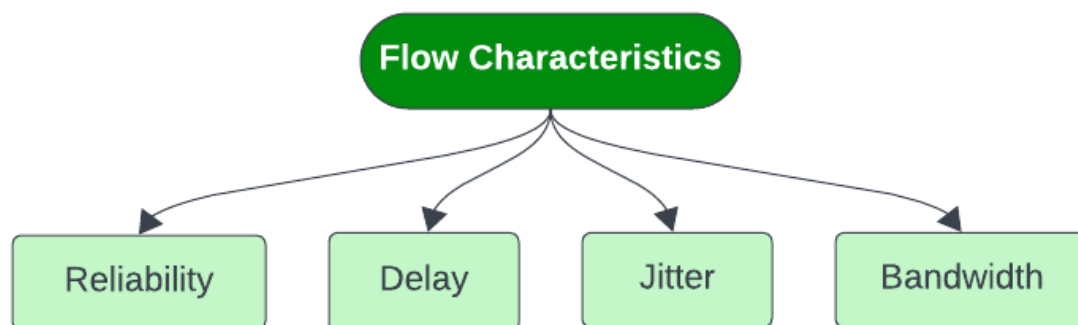 Flow Characteristics
Reliability
Delay
Jitter
Bandwidth